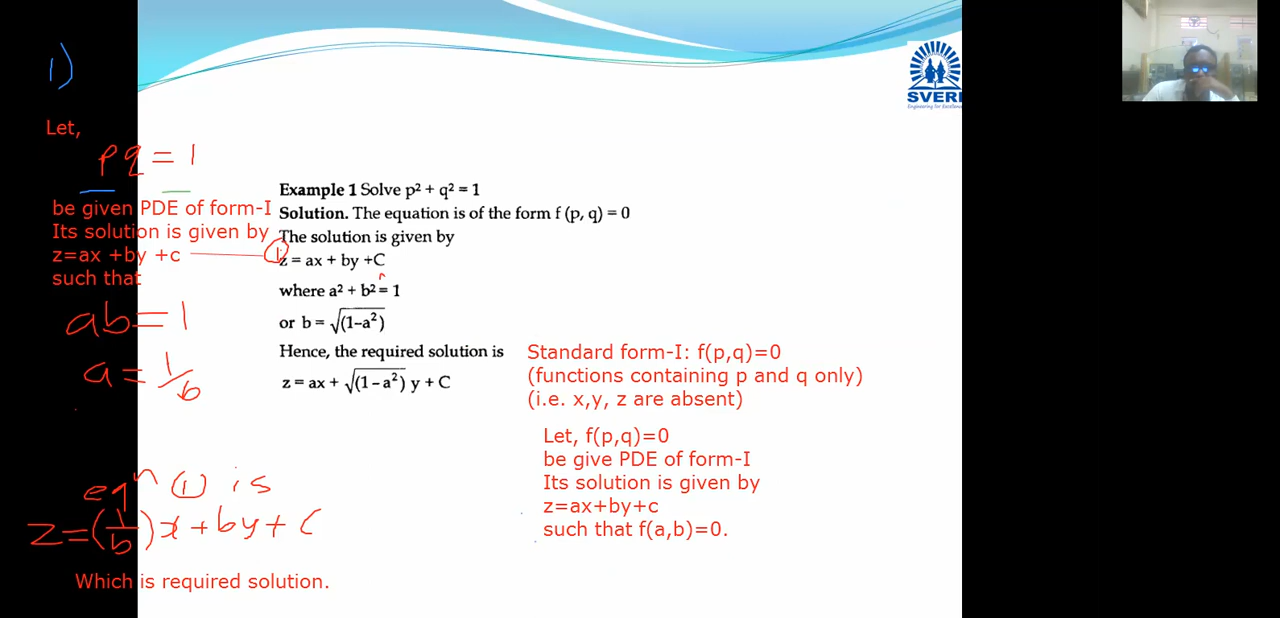 1)
Let,
pq = 1
be given PDE of form-I
Its solution is given by
z=ax +by +c ——— 1
such that
ab = 1
a = 1/b
eqⁿ (1) is
z = (1/b)x + by + c
Which is required solution.
Example 1 Solve p² + q² = 1
Solution. The equation is of the form f (p, q) = 0
The solution is given by
z = ax + by +C
where a² + b² = 1
or b = √(1–a²)
Hence, the required solution is
z = ax + √(1 – a²) y + C
Standard form-I: f(p,q)=0
(functions containing p and q only)
(i.e. x,y, z are absent)
Let, f(p,q)=0
be give PDE of form-I
Its solution is given by
z=ax+by+c
such that f(a,b)=0.
SVERI
Engineering for Excellence